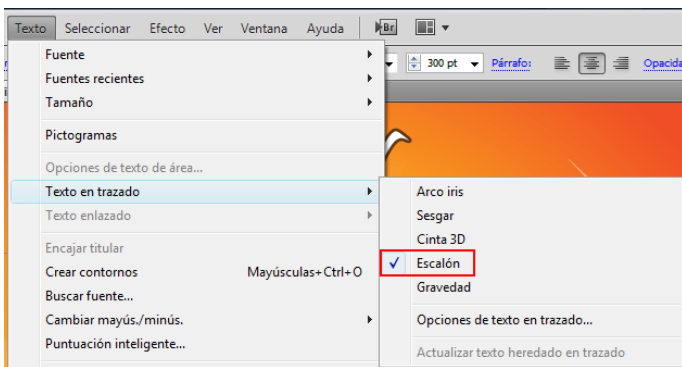 Texto Seleccionar Efecto Ver Ventana Ayuda Br
300 pt Párrafo: Opacida
Fuente
Fuentes recientes
Tamaño
Pictogramas
Opciones de texto de área...
Texto en trazado
Texto enlazado
Encajar titular
Crear contornos Mayúsculas+Ctrl+O
Buscar fuente...
Cambiar mayús./minús.
Puntuación inteligente...
Arco iris
Sesgar
Cinta 3D
Escalón
Gravedad
Opciones de texto en trazado...
Actualizar texto heredado en trazado